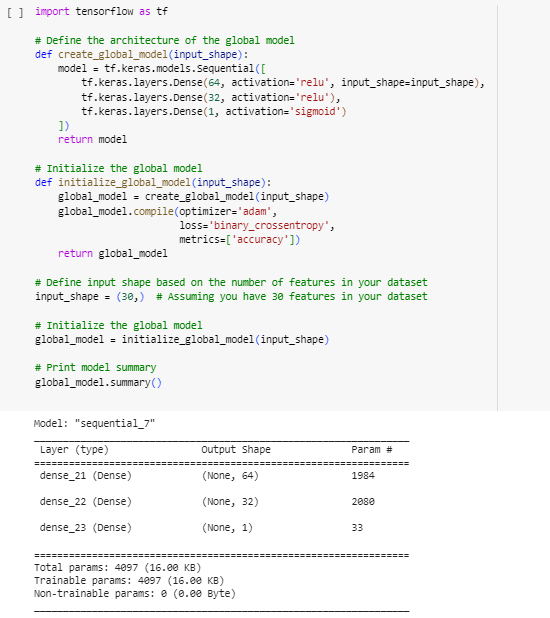 [ ] import tensorflow as tf

# Define the architecture of the global model
def create_global_model(input_shape):
    model = tf.keras.models.Sequential([
        tf.keras.layers.Dense(64, activation='relu', input_shape=input_shape),
        tf.keras.layers.Dense(32, activation='relu'),
        tf.keras.layers.Dense(1, activation='sigmoid')
    ])
    return model

# Initialize the global model
def initialize_global_model(input_shape):
    global_model = create_global_model(input_shape)
    global_model.compile(optimizer='adam',
                         loss='binary_crossentropy',
                         metrics=['accuracy'])
    return global_model

# Define input shape based on the number of features in your dataset
input_shape = (30,)  # Assuming you have 30 features in your dataset

# Initialize the global model
global_model = initialize_global_model(input_shape)

# Print model summary
global_model.summary()

Model: "sequential_7"
_________________________________________________________________
 Layer (type)                Output Shape              Param #
=================================================================
 dense_21 (Dense)            (None, 64)                1984

 dense_22 (Dense)            (None, 32)                2080

 dense_23 (Dense)            (None, 1)                 33

=================================================================
Total params: 4097 (16.00 KB)
Trainable params: 4097 (16.00 KB)
Non-trainable params: 0 (0.00 Byte)
_________________________________________________________________